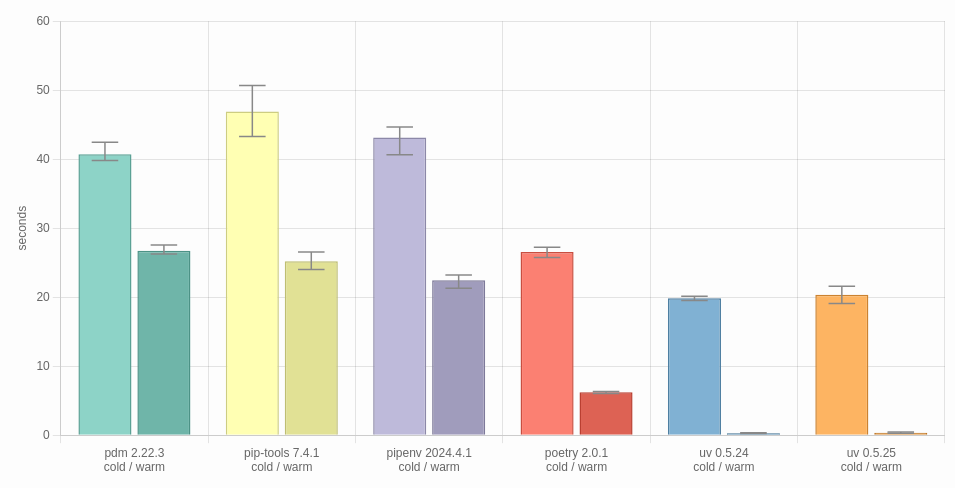 60
50
40
30
20
10
0
seconds
pdm 2.22.3
cold / warm
pip-tools 7.4.1
cold / warm
pipenv 2024.4.1
cold / warm
poetry 2.0.1
cold / warm
uv 0.5.24
cold / warm
uv 0.5.25
cold / warm